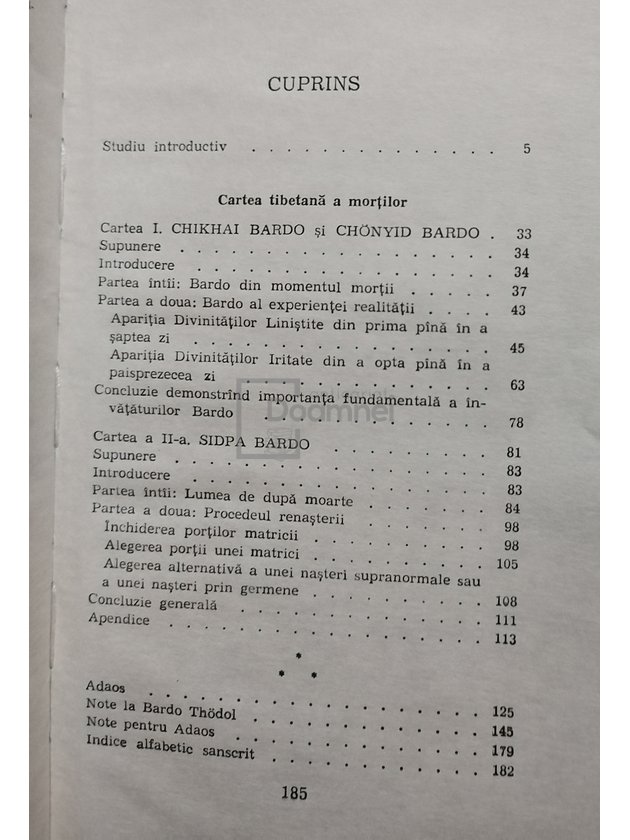 CUPRINS
Studiu introductiv . . . . . . . . . . . . . . 5
Cartea tibetană a morților
Cartea I. CHIKHAI BARDO și CHÖNYID BARDO . 33
Supunere . . . . . . . . . . . . . . . . 34
Introducere . . . . . . . . . . . . . . . 34
Partea întîi: Bardo din momentul morții . . . . . 37
Partea a doua: Bardo al experienței realității . . . . 43
Apariția Divinităților Liniștite din prima pînă în a
șaptea zi . . . . . . . . . . . . . . . . 45
Apariția Divinităților Iritate din a opta pînă în a
paisprezecea zi . . . . . . . . . . . . . 63
Concluzie demonstrînd importanța fundamentală a în-
vățăturilor Bardo . . . . . . . . . . . . 78
Cartea a II-a. SIDPA BARDO . . . . . . . . . 81
Supunere . . . . . . . . . . . . . . . . 83
Introducere . . . . . . . . . . . . . . . 83
Partea întîi: Lumea de după moarte . . . . . . . 84
Partea a doua: Procedeul renașterii . . . . . . . 98
Închiderea porților matricii . . . . . . . . . 98
Alegerea porții unei matrici . . . . . . . . . 105
Alegerea alternativă a unei nașteri supranormale sau
a unei nașteri prin germene . . . . . . . . 108
Concluzie generală . . . . . . . . . . . . 111
Apendice . . . . . . . . . . . . . . . . 113
*
* *
Adaos . . . . . . . . . . . . . . . . . 125
Note la Bardo Thödol . . . . . . . . . . . 145
Note pentru Adaos . . . . . . . . . . . . 179
Indice alfabetic sanscrit . . . . . . . . . . 182
185